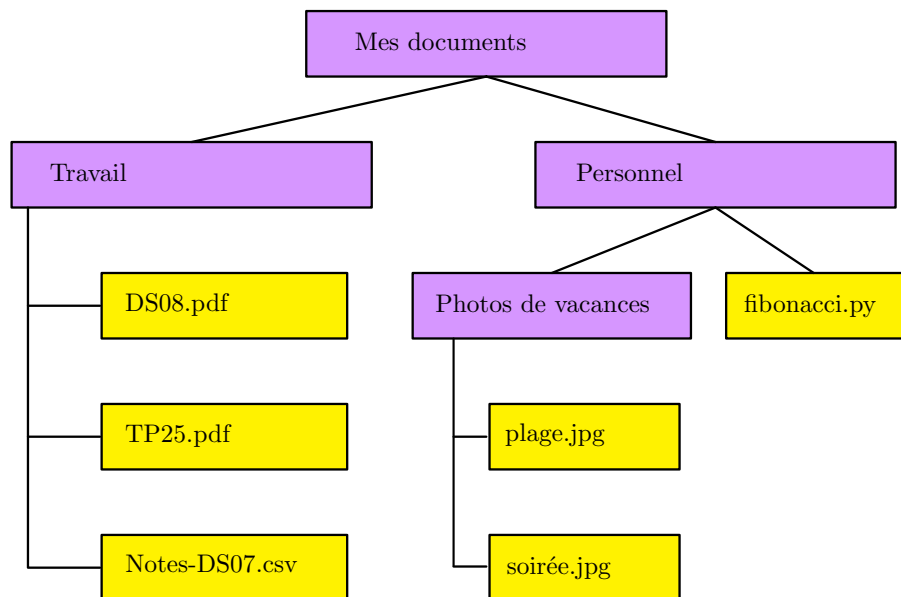 Mes documents
Travail
Personnel
DS08.pdf
Photos de vacances
fibonacci.py
TP25.pdf
plage.jpg
Notes-DS07.csv
soirée.jpg